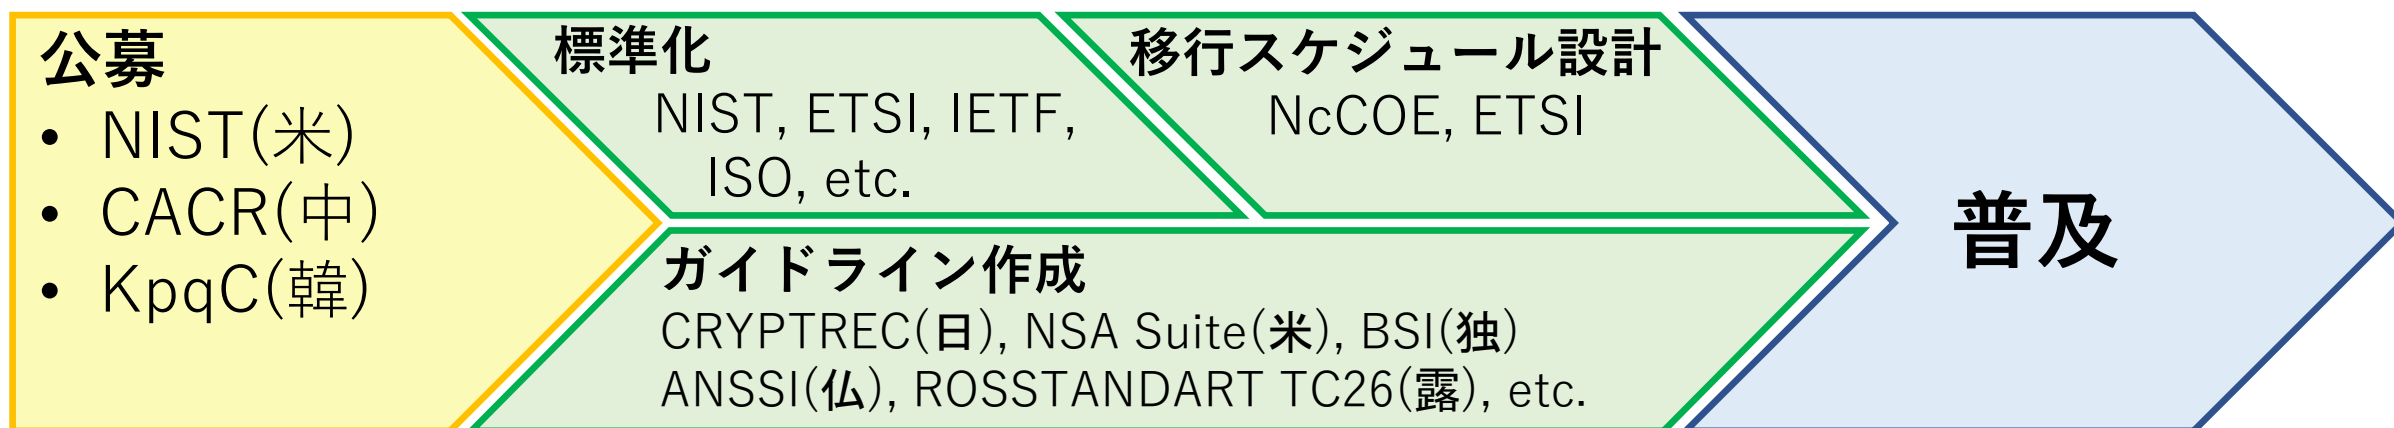 公募
• NIST(米)
• CACR(中)
• KpqC(韓)
標準化
NIST, ETSI, IETF,
ISO, etc.
移行スケジュール設計
NcCOE, ETSI
ガイドライン作成
CRYPTREC(日), NSA Suite(米), BSI(独)
ANSSI(仏), ROSSTANDART TC26(露), etc.
普及